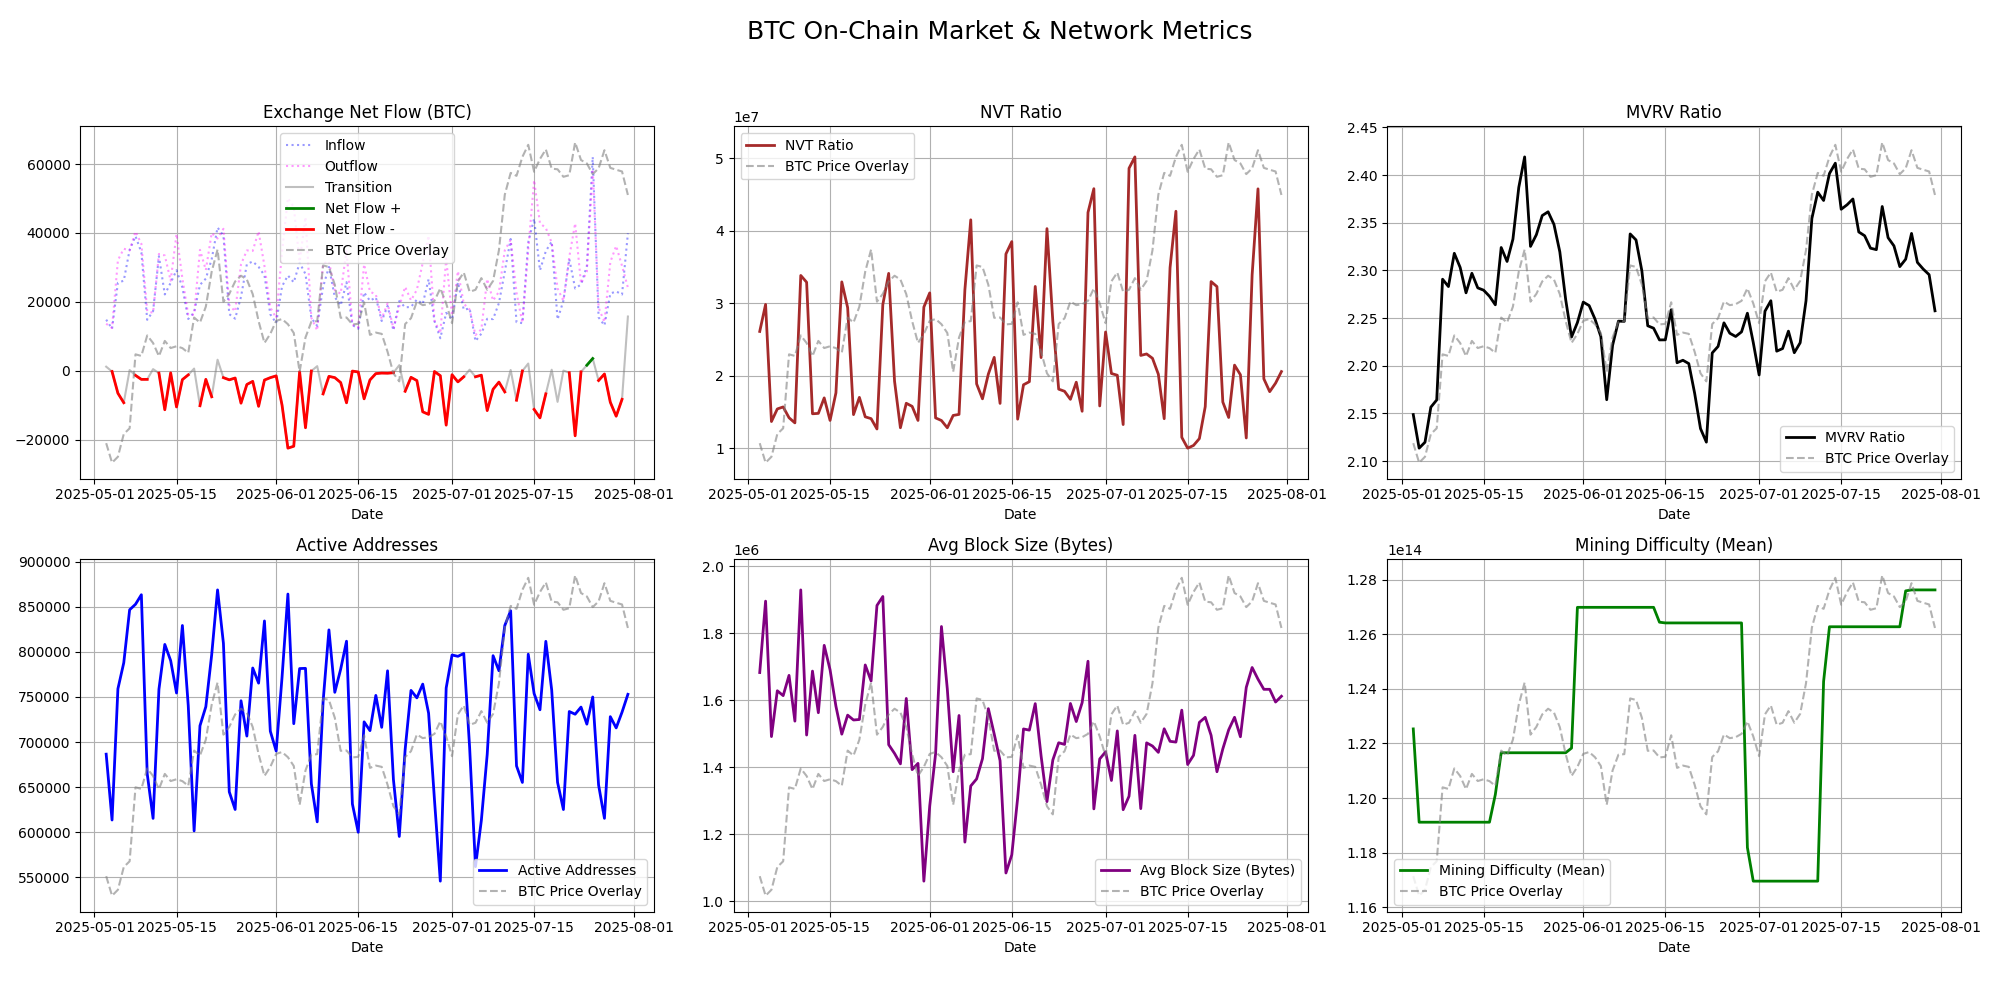 BTC On-Chain Market & Network Metrics
Exchange Net Flow (BTC)
60000
40000
20000
0
−20000
Inflow
Outflow
Transition
Net Flow +
Net Flow -
BTC Price Overlay
2025-05-01 2025-05-15 2025-06-01 2025-06-15 2025-07-01 2025-07-15 2025-08-01
Date
NVT Ratio
1e7
5
4
3
2
1
NVT Ratio
BTC Price Overlay
2025-05-01 2025-05-15 2025-06-01 2025-06-15 2025-07-01 2025-07-15 2025-08-01
Date
MVRV Ratio
2.45
2.40
2.35
2.30
2.25
2.20
2.15
2.10
MVRV Ratio
BTC Price Overlay
2025-05-01 2025-05-15 2025-06-01 2025-06-15 2025-07-01 2025-07-15 2025-08-01
Date
Active Addresses
900000
850000
800000
750000
700000
650000
600000
550000
Active Addresses
BTC Price Overlay
2025-05-01 2025-05-15 2025-06-01 2025-06-15 2025-07-01 2025-07-15 2025-08-01
Date
Avg Block Size (Bytes)
1e6
2.0
1.8
1.6
1.4
1.2
1.0
Avg Block Size (Bytes)
BTC Price Overlay
2025-05-01 2025-05-15 2025-06-01 2025-06-15 2025-07-01 2025-07-15 2025-08-01
Date
Mining Difficulty (Mean)
1e14
1.28
1.26
1.24
1.22
1.20
1.18
1.16
Mining Difficulty (Mean)
BTC Price Overlay
2025-05-01 2025-05-15 2025-06-01 2025-06-15 2025-07-01 2025-07-15 2025-08-01
Date